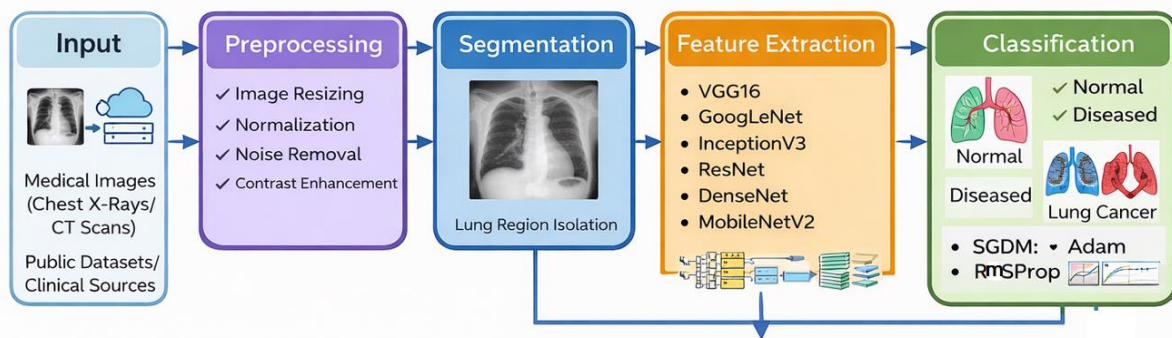 Input
Medical Images
(Chest X-Rays/
CT Scans)
Public Datasets/
Clinical Sources
Preprocessing
✓ Image Resizing
✓ Normalization
✓ Noise Removal
✓ Contrast Enhancement
Segmentation
Lung Region Isolation
Feature Extraction
• VGG16
• GoogLeNet
• InceptionV3
• ResNet
• DenseNet
• MobileNetV2
Classification
✓ Normal
✓ Diseased
Normal
Diseased
Lung Cancer
• SGDM: • Adam
• RmSProp